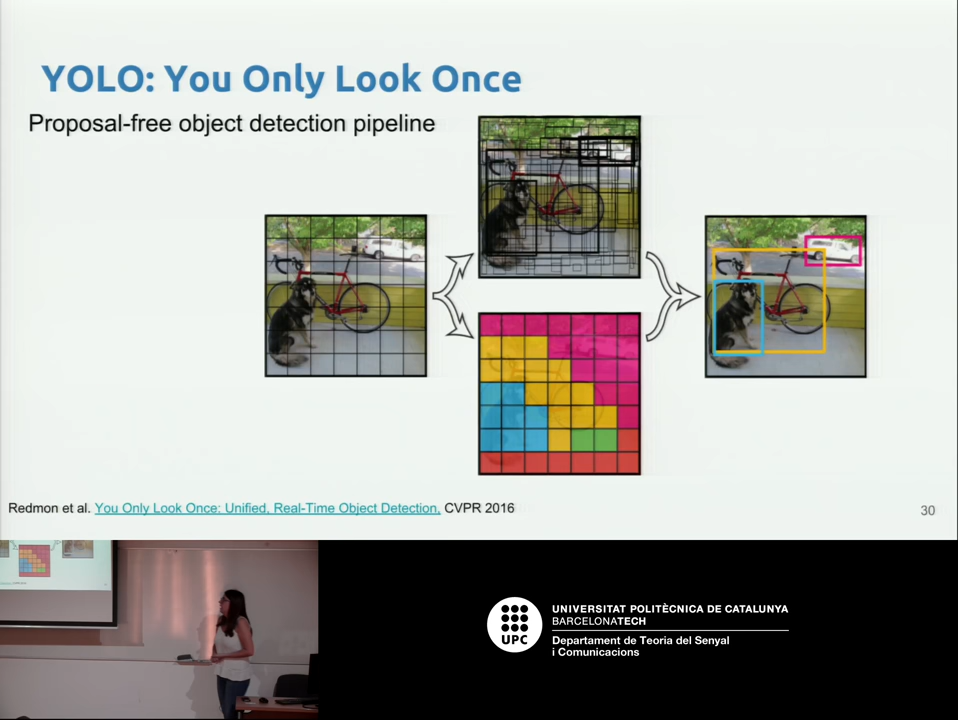 YOLO: You Only Look Once
Proposal-free object detection pipeline
Redmon et al. You Only Look Once: Unified, Real-Time Object Detection, CVPR 2016
30
UPC
UNIVERSITAT POLITÈCNICA DE CATALUNYA
BARCELONATECH
Departament de Teoria del Senyal
i Comunicacions